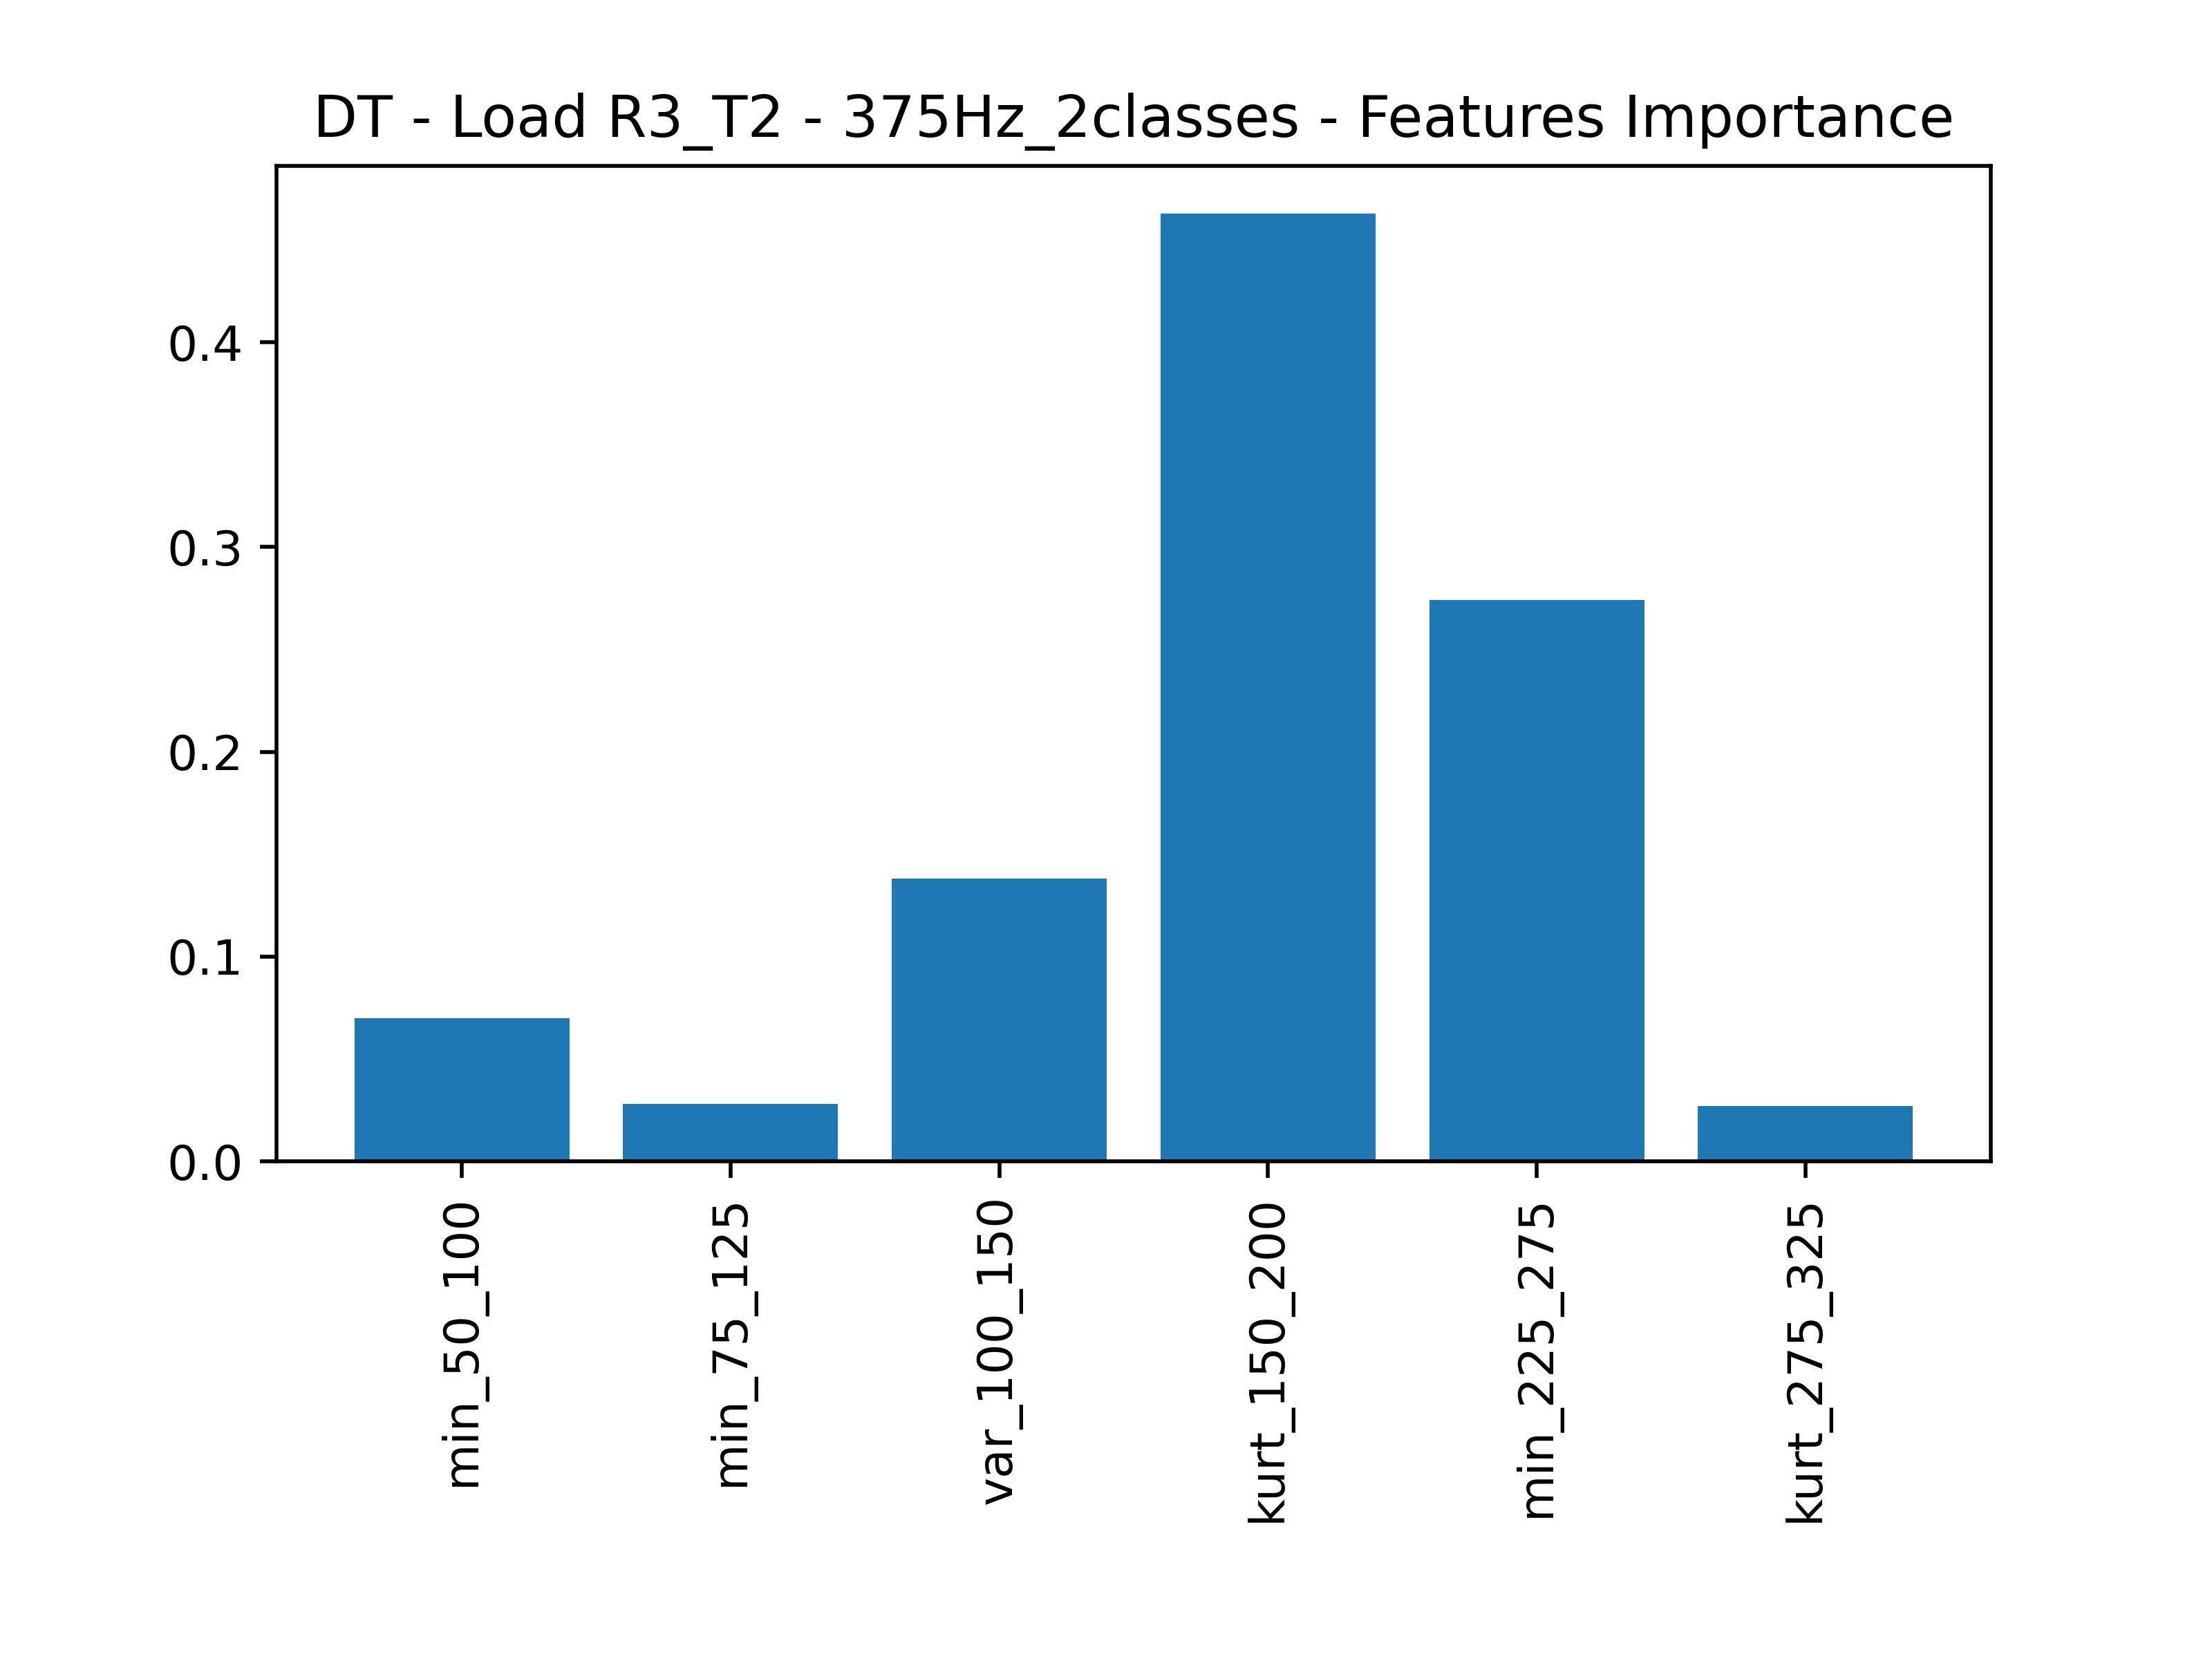 DT - Load R3_T2 - 375Hz_2classes - Features Importance
0.4
0.3
0.2
0.1
0.0
min_50_100
min_75_125
var_100_150
kurt_150_200
min_225_275
kurt_275_325